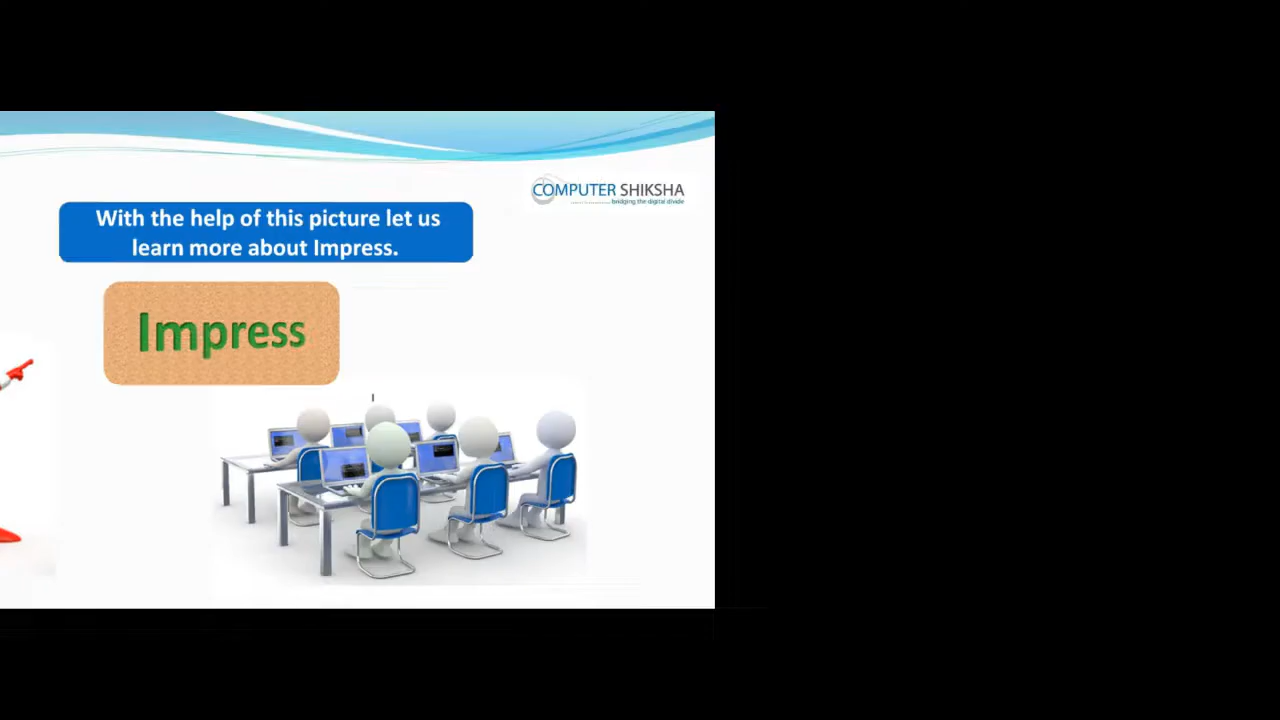 COMPUTER SHIKSHA
bridging the digital divide
With the help of this picture let us
learn more about Impress.
Impress